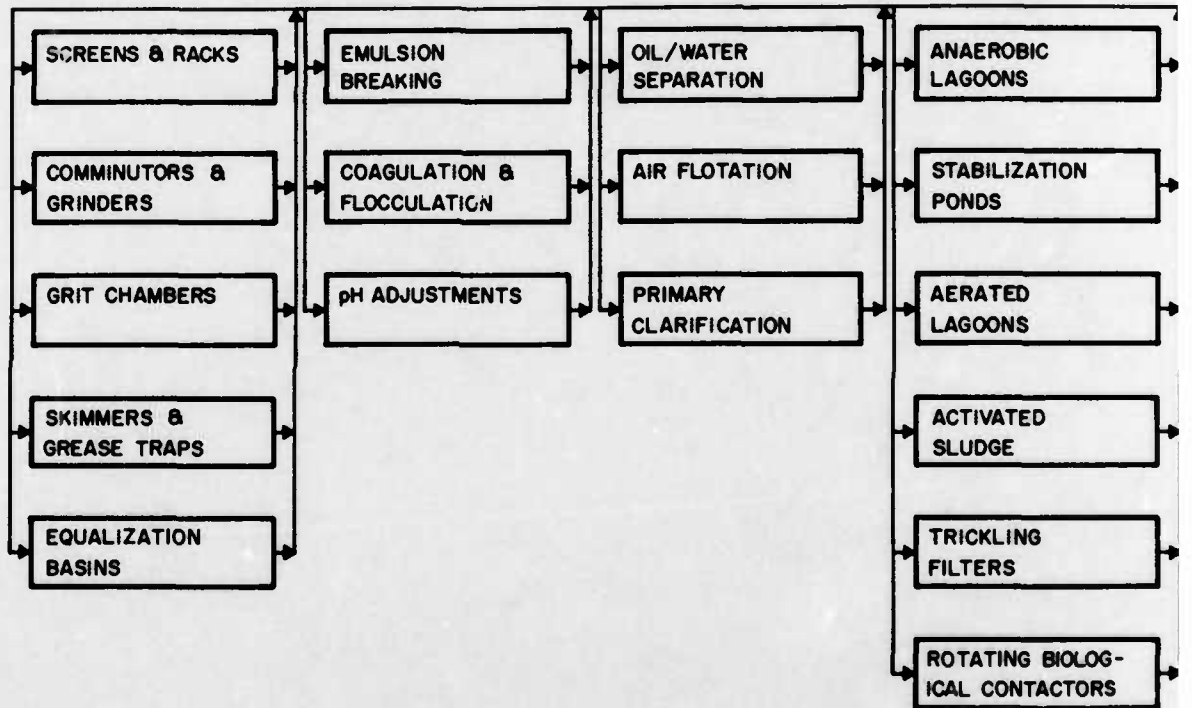 SCREENS & RACKS
COMMINUTORS &
GRINDERS
GRIT CHAMBERS
SKIMMERS &
GREASE TRAPS
EQUALIZATION
BASINS
EMULSION
BREAKING
COAGULATION &
FLOCCULATION
pH ADJUSTMENTS
OIL/WATER
SEPARATION
AIR FLOTATION
PRIMARY
CLARIFICATION
ANAEROBIC
LAGOONS
STABILIZATION
PONDS
AERATED
LAGOONS
ACTIVATED
SLUDGE
TRICKLING
FILTERS
ROTATING BIOLOG-
ICAL CONTACTORS